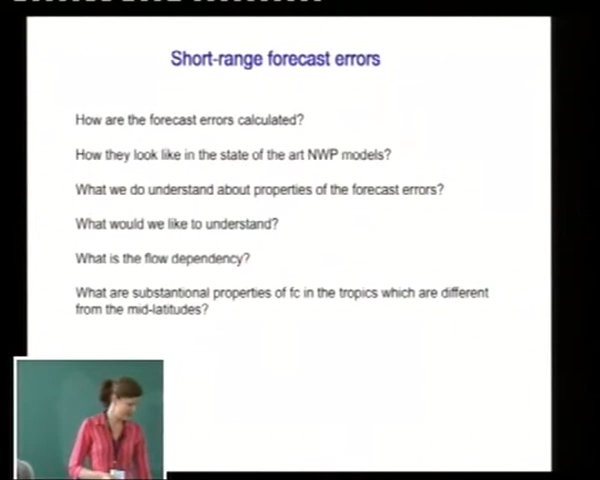 Short-range forecast errors
How are the forecast errors calculated?
How they look like in the state of the art NWP models?
What we do understand about properties of the forecast errors?
What would we like to understand?
What is the flow dependency?
What are substantional properties of fc in the tropics which are different
from the mid-latitudes?